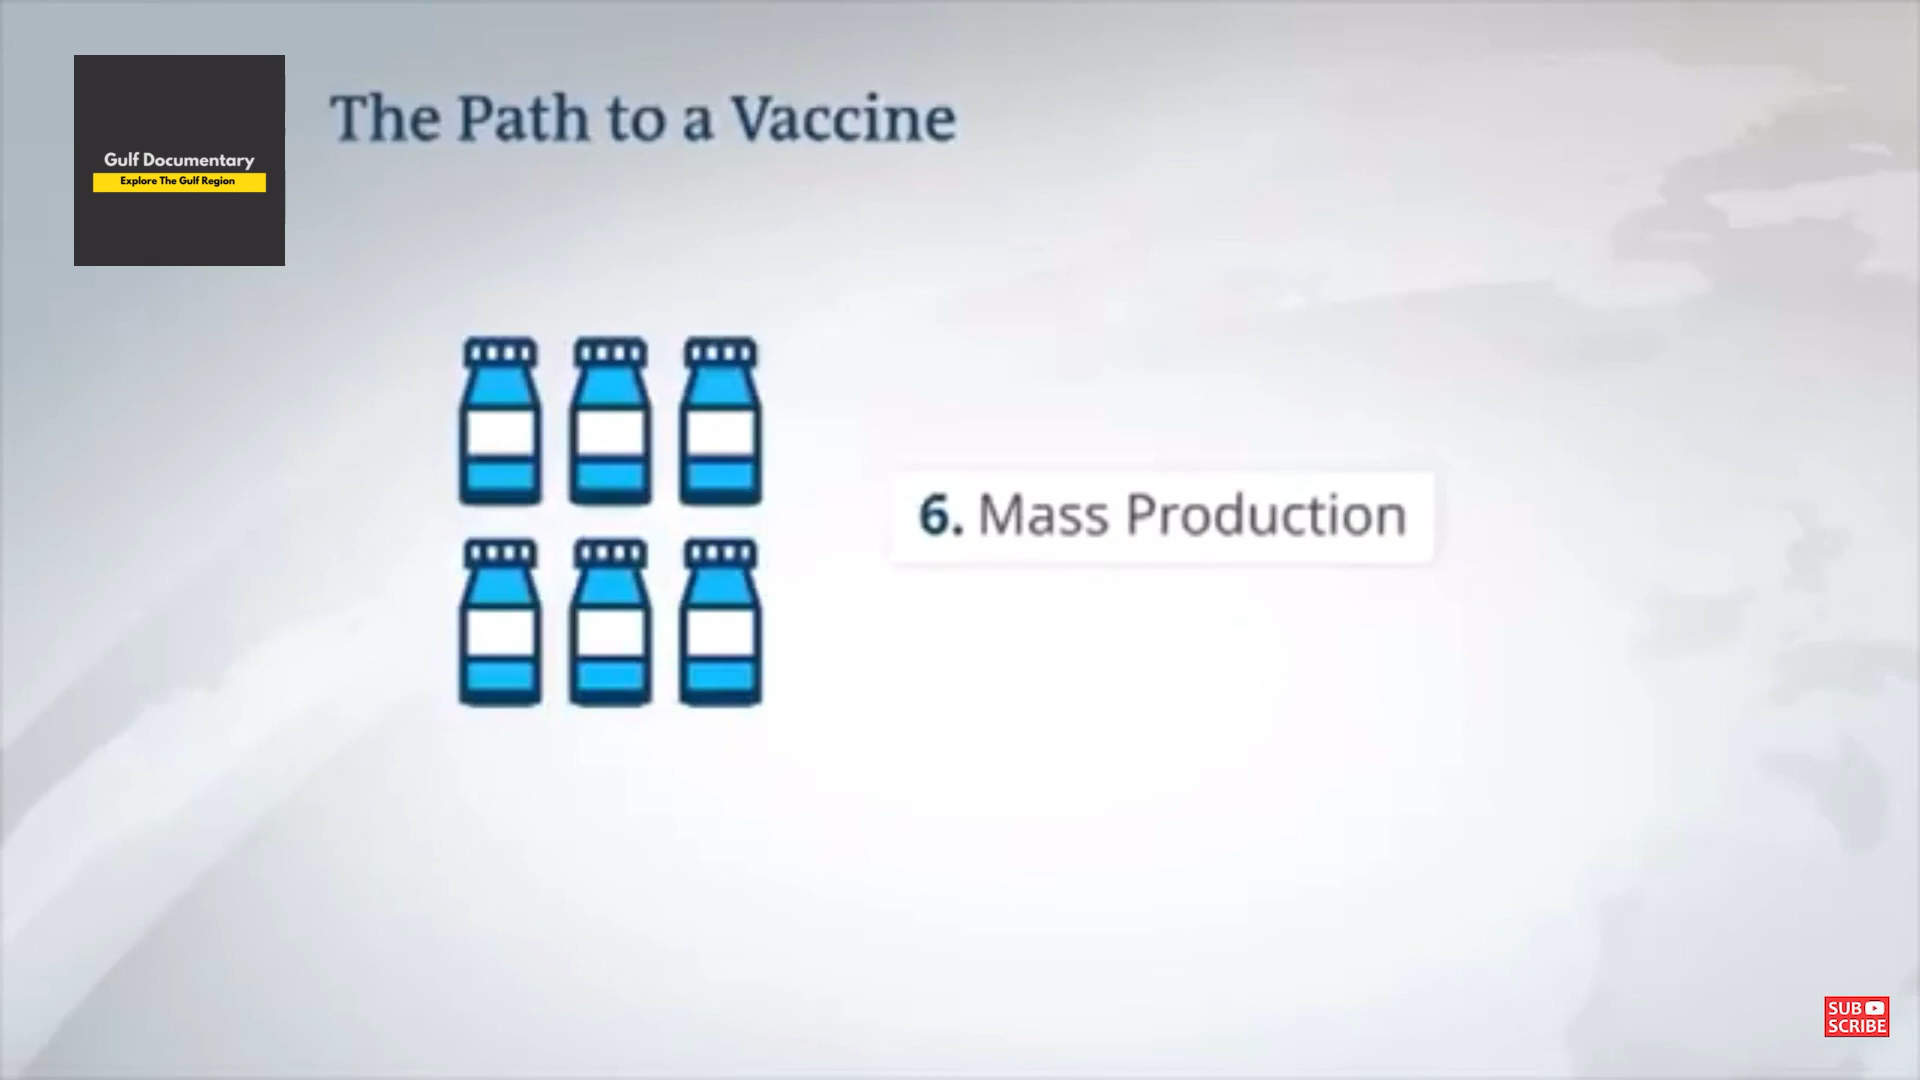 The Path to a Vaccine
Gulf Documentary
Explore The Gulf Region
6. Mass Production
SUB
SCRIBE